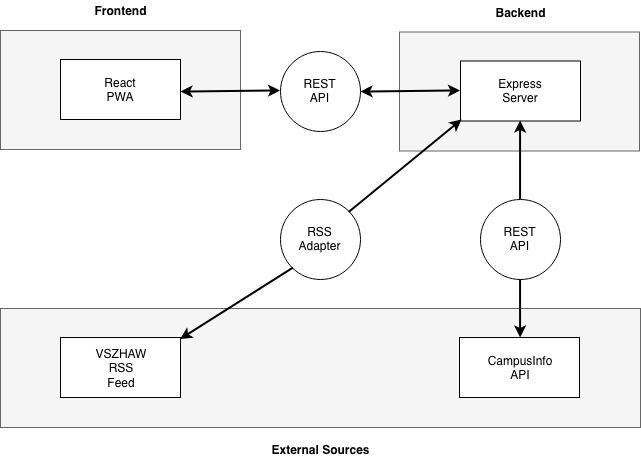 Frontend
Backend
React
PWA
REST
API
Express
Server
RSS
Adapter
REST
API
VSZHAW
RSS
Feed
CampusInfo
API
External Sources